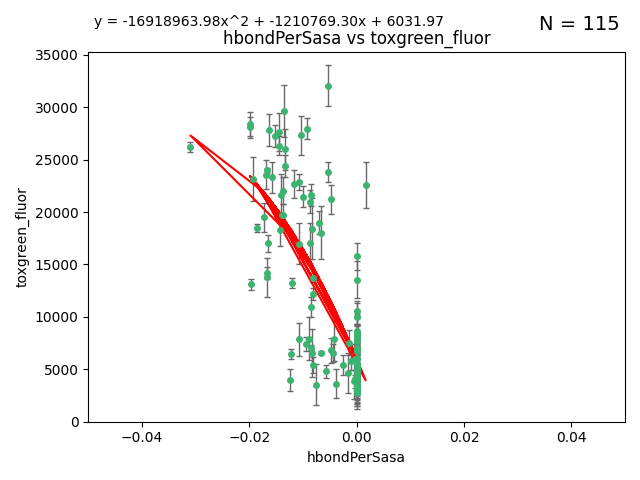 y = -16918963.98x^2 + -1210769.30x + 6031.97
N = 115
hbondPerSasa vs toxgreen_fluor
35000
30000
25000
20000
15000
10000
5000
0
toxgreen_fluor
−0.04 −0.02 0.00 0.02 0.04
hbondPerSasa